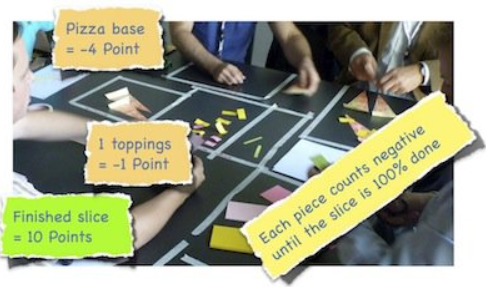 Pizza base
= -4 Point
1 toppings
= -1 Point
Finished slice
= 10 Points
Each piece counts negative
until the slice is 100% done